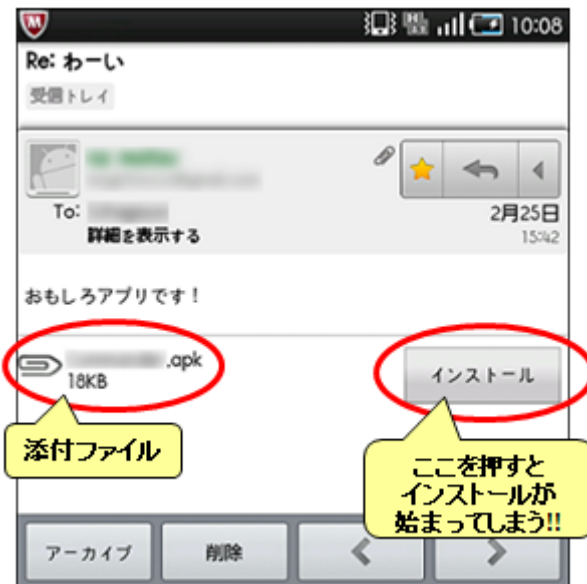 10:08
Re: わーい
受信トレイ
To:
2月25日
詳細を表示する
15:42
おもしろアプリです！
.apk
インストール
18KB
添付ファイル
ここを押すと
インストールが
始まってしまう!!
アーカイブ
削除